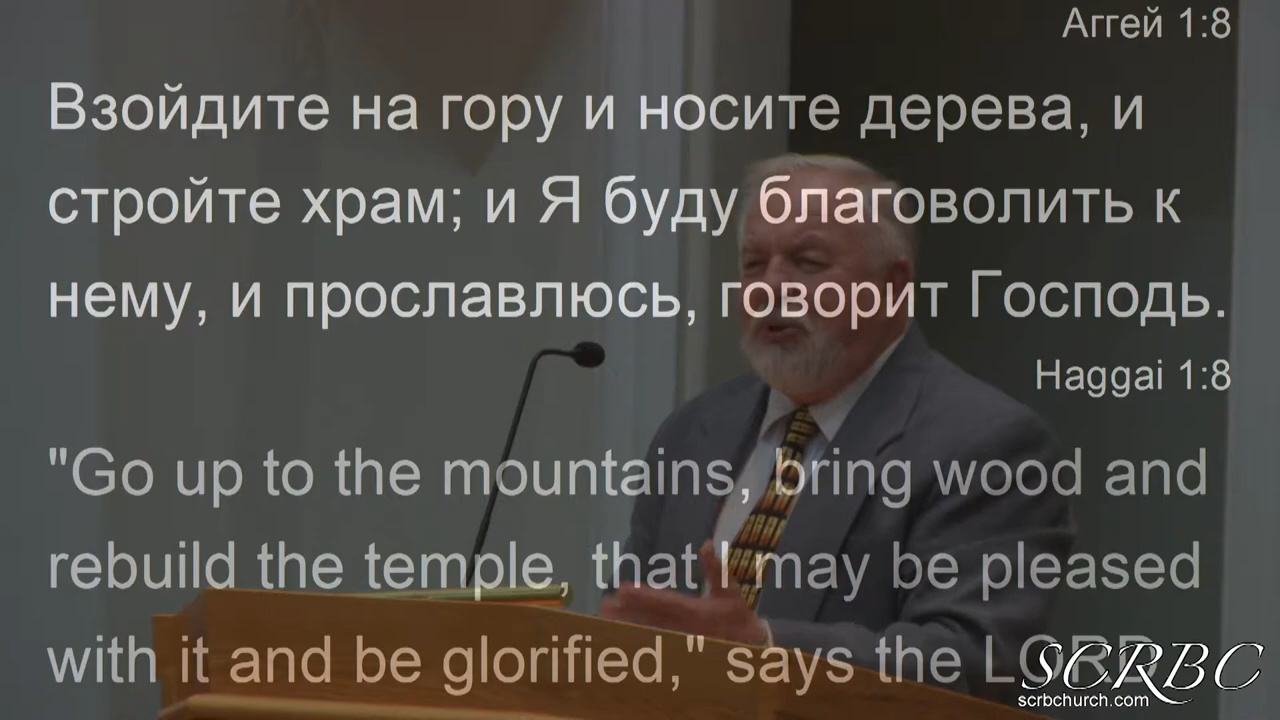 Аггей 1:8
Взойдите на гору и носите дерева, и
стройте храм; и Я буду благоволить к
нему, и прославлюсь, говорит Господь.
Haggai 1:8
"Go up to the mountains, bring wood and
rebuild the temple, that I may be pleased
with it and be glorified," says the LORD.
SCRBC
scrbchurch.com